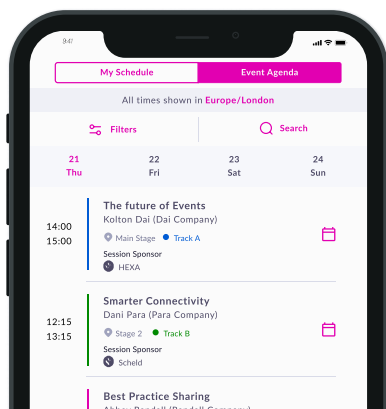 9:47
My Schedule
Event Agenda
All times shown in Europe/London
Filters
Search
21 22 23 24
Thu Fri Sat Sun
The future of Events
Kolton Dai (Dai Company)
14:00
15:00
Main Stage Track A
Session Sponsor
HEXA
Smarter Connectivity
Dani Para (Para Company)
12:15
13:15
Stage 2 Track B
Session Sponsor
Scheld
Best Practice Sharing